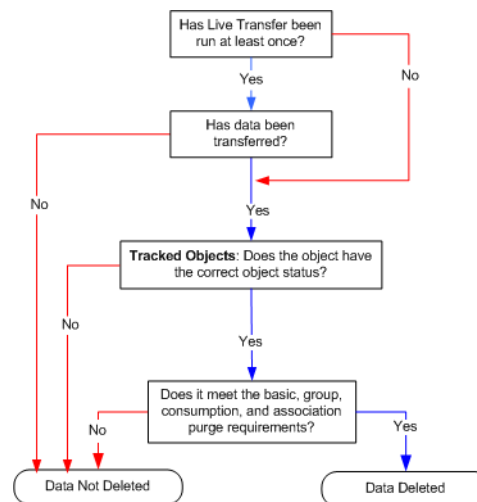 Has Live Transfer been
run at least once?
Yes
No
Has data been
transferred?
No
Yes
Tracked Objects: Does the object have
the correct object status?
No
Yes
Does it meet the basic, group,
consumption, and association
purge requirements?
No
Yes
Data Not Deleted
Data Deleted